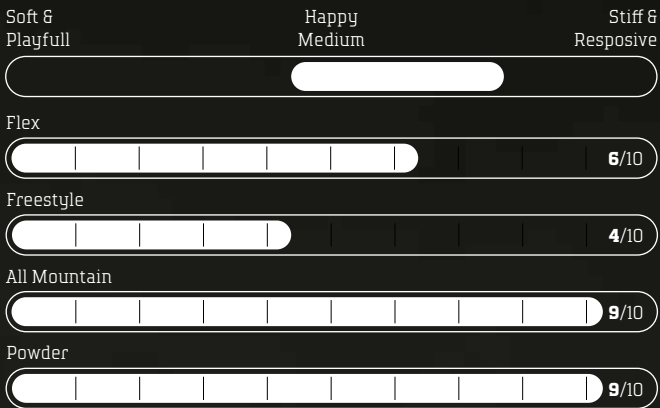 Soft &
Playfull
Happy
Medium
Stiff &
Resposive
Flex
6/10
Freestyle
4/10
All Mountain
9/10
Powder
9/10